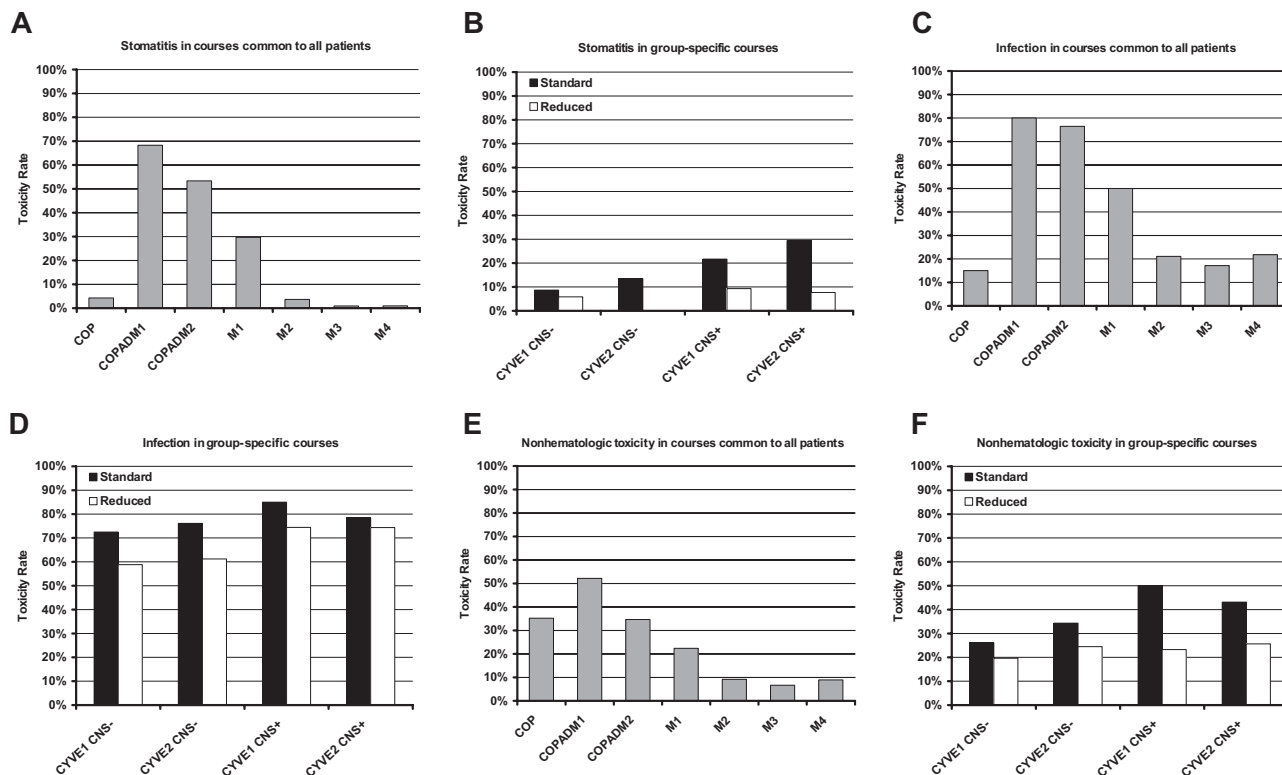 A
Stomatitis in courses common to all patients
Toxicity Rate
100%
90%
80%
70%
60%
50%
40%
30%
20%
10%
0%
COP
COPADM1
COPADM2
M1
M2
M3
M4
B
Stomatitis in group-specific courses
Toxicity Rate
100%
90%
80%
70%
60%
50%
40%
30%
20%
10%
0%
Standard
Reduced
CYVE1 CNS-
CYVE2 CNS-
CYVE1 CNS+
CYVE2 CNS+
C
Infection in courses common to all patients
Toxicity Rate
100%
90%
80%
70%
60%
50%
40%
30%
20%
10%
0%
COP
COPADM1
COPADM2
M1
M2
M3
M4
D
Infection in group-specific courses
Toxicity Rate
100%
90%
80%
70%
60%
50%
40%
30%
20%
10%
0%
Standard
Reduced
CYVE1 CNS-
CYVE2 CNS-
CYVE1 CNS+
CYVE2 CNS+
E
Nonhematologic toxicity in courses common to all patients
Toxicity Rate
100%
90%
80%
70%
60%
50%
40%
30%
20%
10%
0%
COP
COPADM1
COPADM2
M1
M2
M3
M4
F
Nonhematologic toxicity in group-specific courses
Toxicity Rate
100%
90%
80%
70%
60%
50%
40%
30%
20%
10%
0%
Standard
Reduced
CYVE1 CNS-
CYVE2 CNS-
CYVE1 CNS+
CYVE2 CNS+